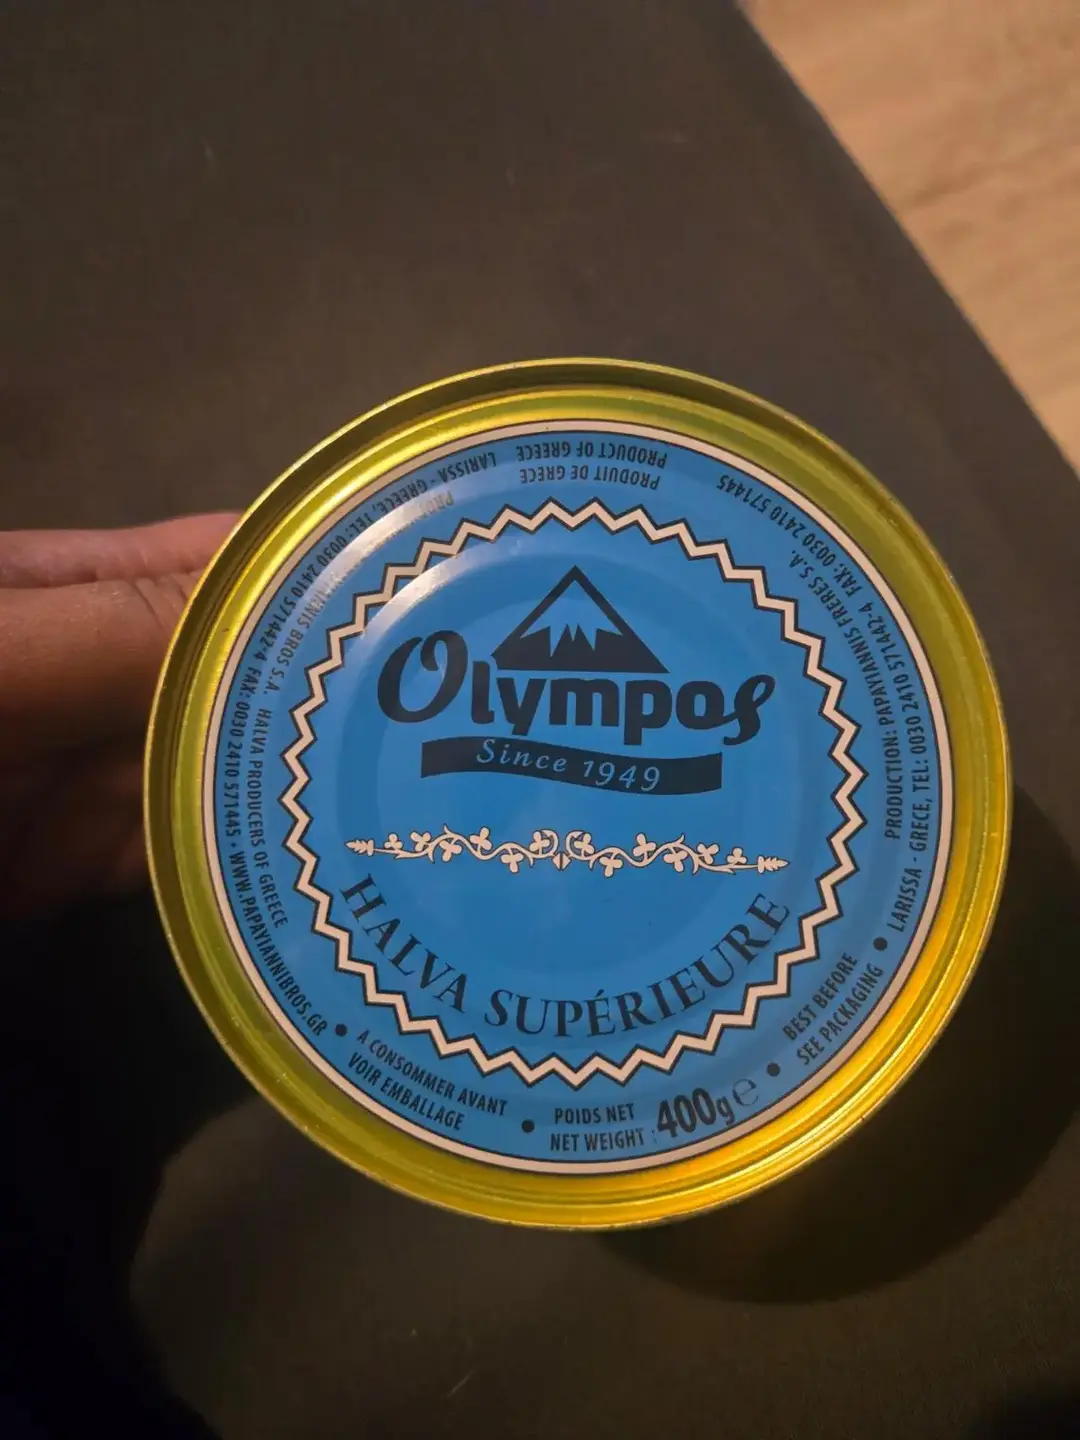 Olympos
Since 1949
HALVA SUPÉRIEURE
PRODUCT OF GREECE
PRODUIT DE GRECE
LARISSA - GREECE, TEL: 0030 2410 571442-4 FAX: 0030 2410 571445 • WWW.PAPAYIANNIBROS.GR
BROS S.A. HALVA PRODUCERS OF GREECE
• A CONSOMMER AVANT
VOIR EMBALLAGE
• POIDS NET
NET WEIGHT : 400g e
• BEST BEFORE
SEE PACKAGING
• LARISSA - GRECE, TEL: 0030 2410 571442-4 FAX: 0030 2410 571445
PRODUCTION: PAPAYIANNIS FRERES S.A.